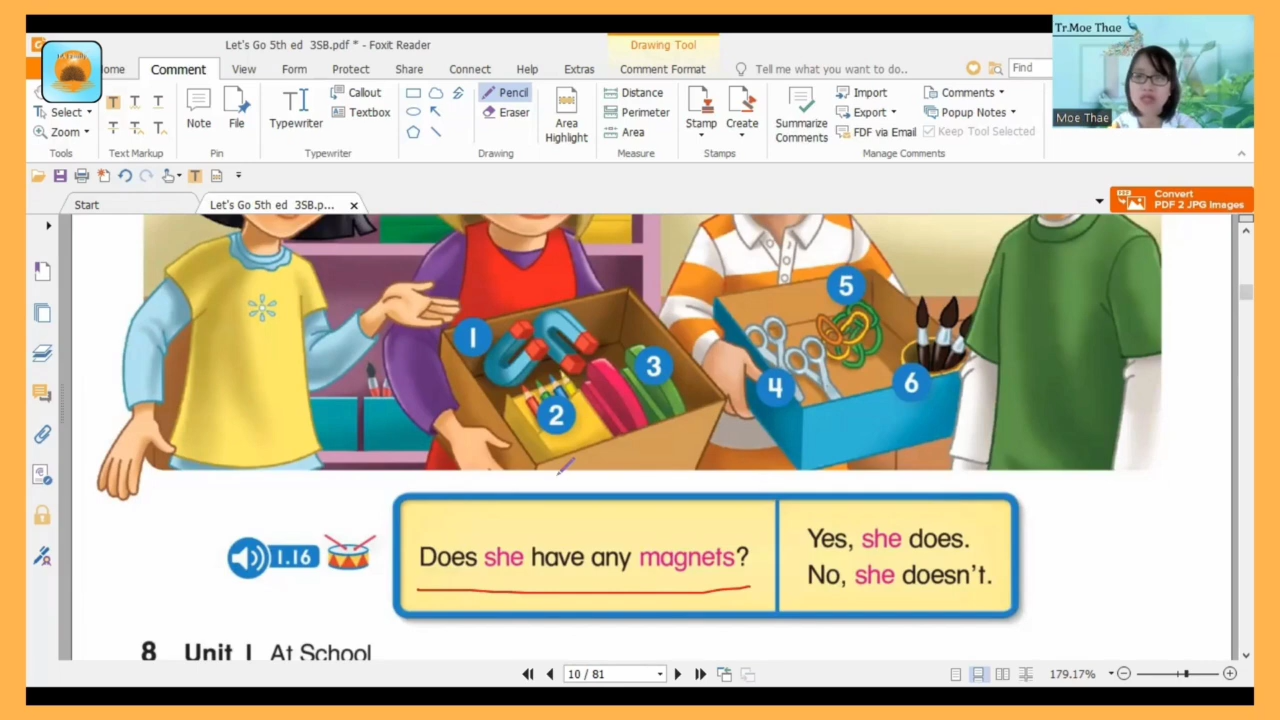 Tr.Moe Thae
Moe Thae
Let's Go 5th ed 3SB.pdf * - Foxit Reader
Drawing Tool
ome Comment View Form Protect Share Connect Help Extras Comment Format Tell me what you want to do.. Find
Select
Zoom
Tools
Text Markup
Note
File
Pin
Typewriter
Callout
Textbox
Typewriter
Pencil
Eraser
Area
Highlight
Drawing
Distance
Perimeter
Area
Measure
Stamp
Create
Stamps
Summarize
Comments
Import
Export
FDF via Email
Comments
Popup Notes
Keep Tool Selected
Manage Comments
Start
Let's Go 5th ed 3SB.p...
Convert
PDF 2 JPG Images
PDF
1
2
3
4
5
6
1.16
Does she have any magnets?
Yes, she does.
No, she doesn't.
8 Unit 1 At School
10 / 81
179.17%